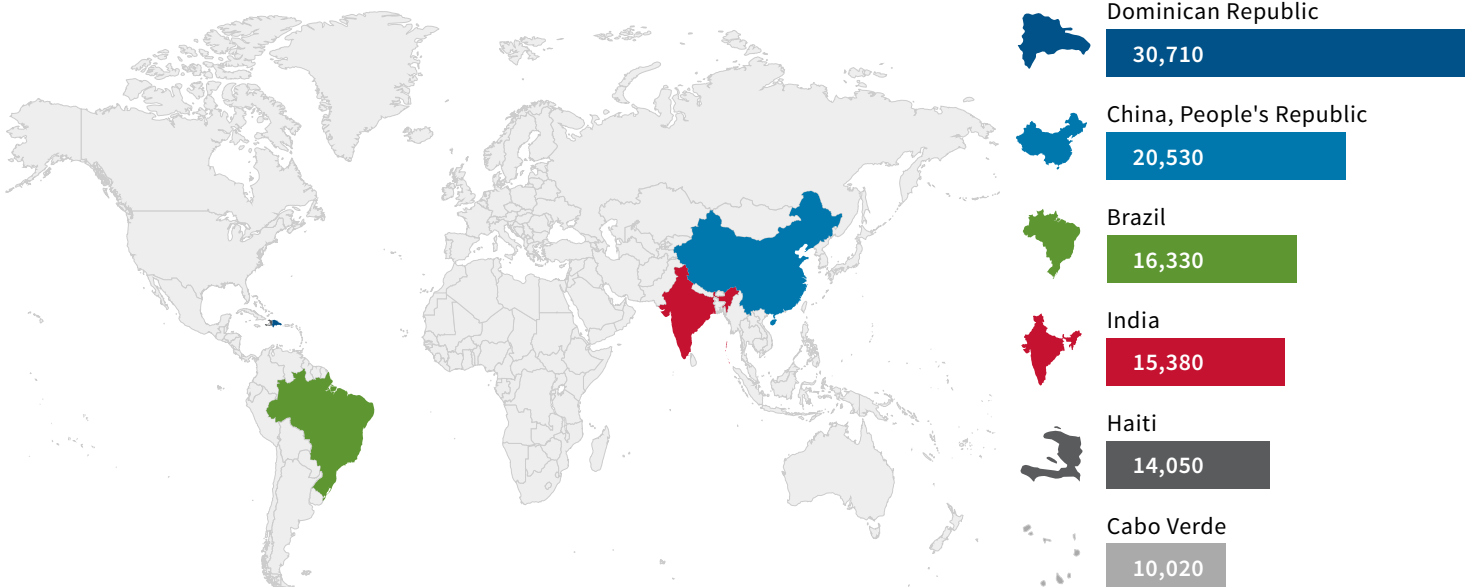 Dominican Republic
30,710
China, People's Republic
20,530
Brazil
16,330
India
15,380
Haiti
14,050
Cabo Verde
10,020